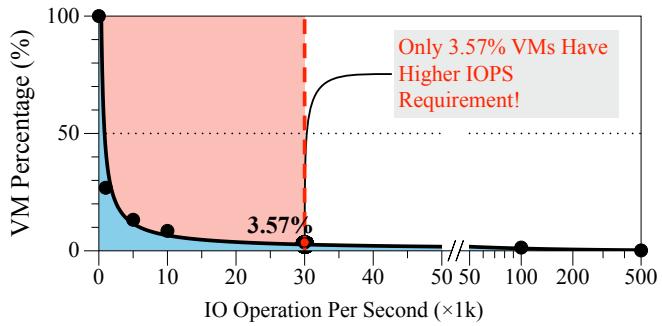 100
50
0
VM Percentage (%)
Only 3.57% VMs Have
Higher IOPS
Requirement!
3.57%
0 10 20 30 40 50 50 100 200 500
IO Operation Per Second (×1k)